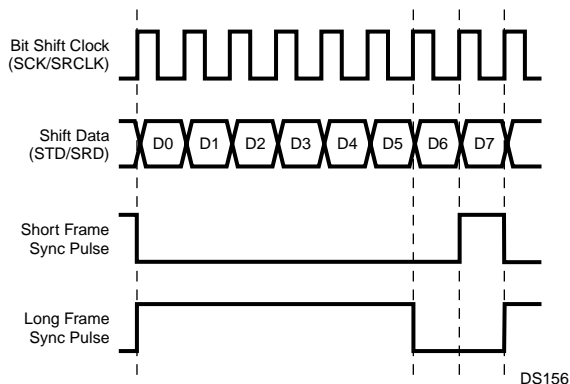 Bit Shift Clock
(SCK/SRCLK)
Shift Data
(STD/SRD)
D0 D1 D2 D3 D4 D5 D6 D7
Short Frame
Sync Pulse
Long Frame
Sync Pulse
DS156